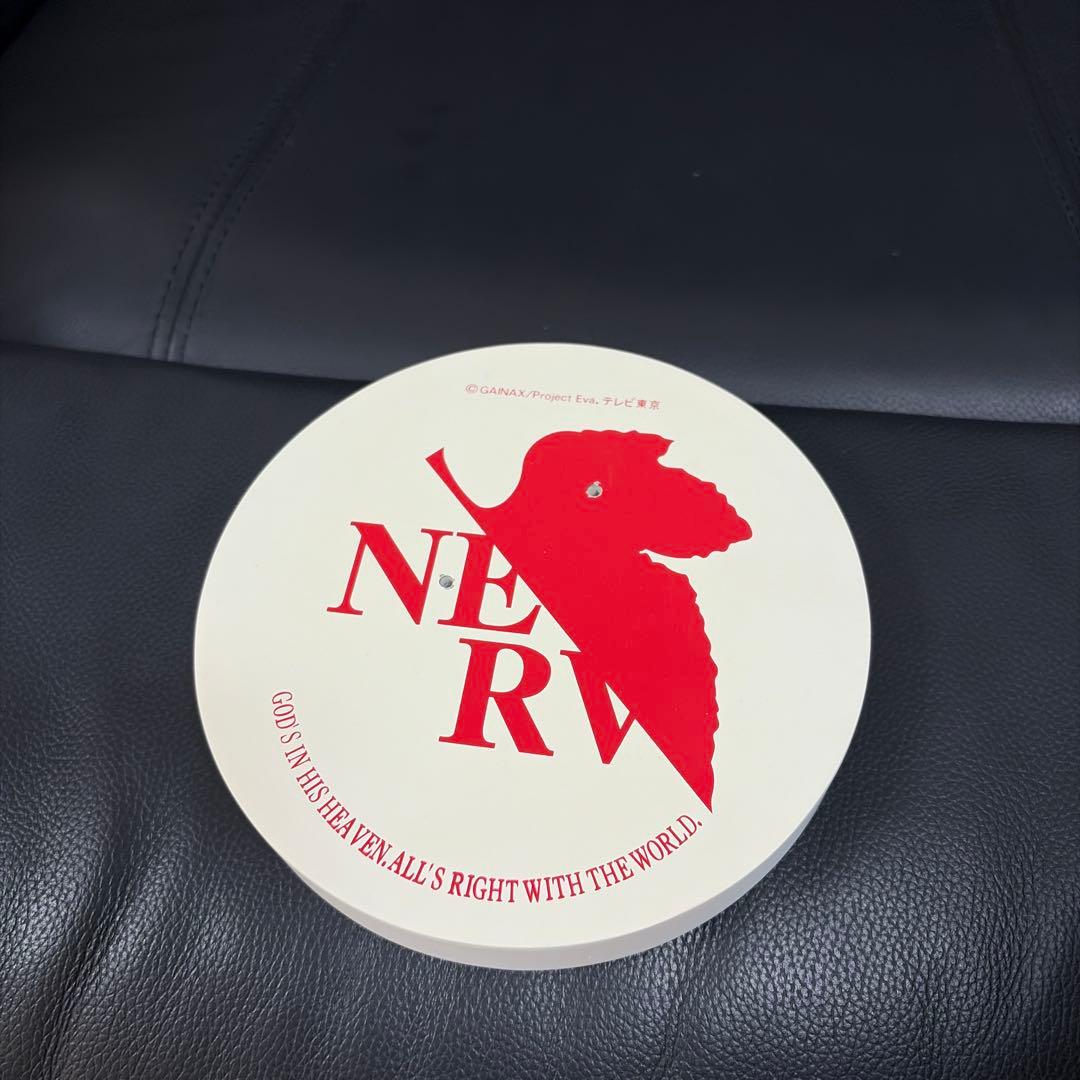 ©GAINAX/Project Eva. テレビ東京
NE
RV
GOD'S IN HIS HEAVEN. ALL'S RIGHT WITH THE WORLD.